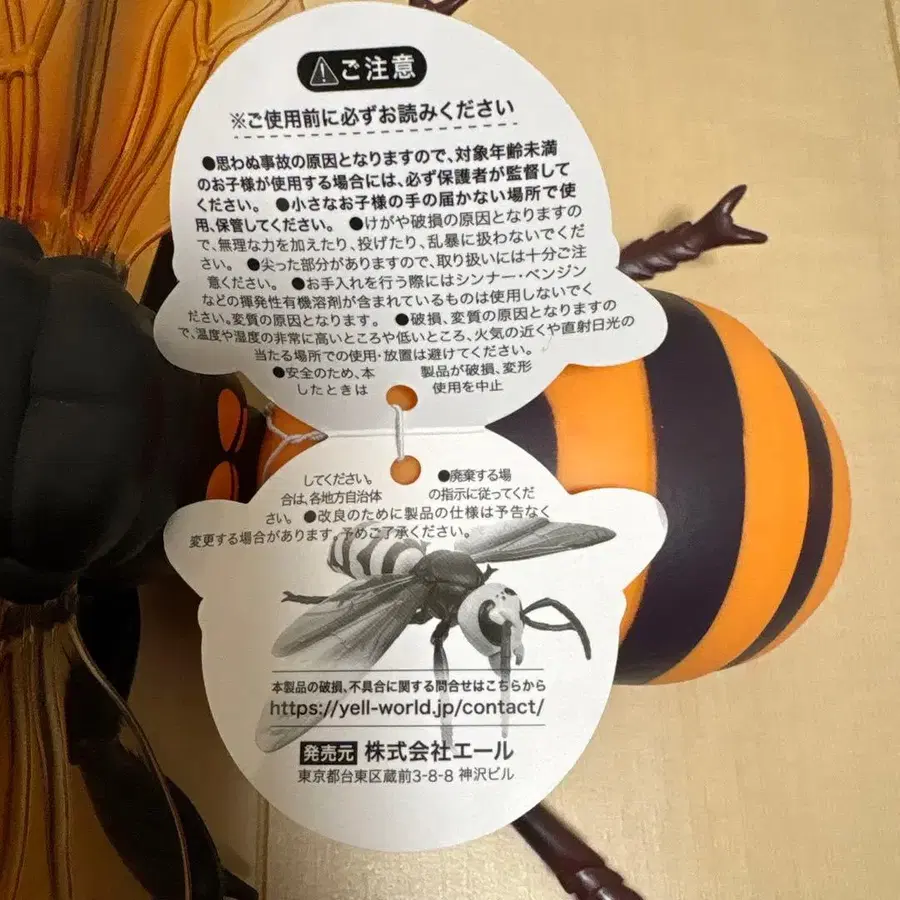 ⚠ご注意
※ご使用前に必ずお読みください
●思わぬ事故の原因となりますので、対象年齢未満
のお子様が使用する場合には、必ず保護者が監督して
ください。 ●小さなお子様の手の届かない場所で使
用、保管してください。 ●けがや破損の原因となりますの
で、無理な力を加えたり、投げたり、乱暴に扱わないでくだ
さい。 ●尖った部分がありますので、取り扱いには十分ご注
意ください。 ●お手入れを行う際にはシンナー・ベンジン
などの揮発性有機溶剤が含まれているものは使用しないでく
ださい。変質の原因となります。 ●破損、変質の原因となりますの
で、温度や湿度の非常に高いところや低いところ、火気の近くや直射日光の
当たる場所での使用・放置は避けてください。
●安全のため、本 製品が破損、変形
したときは 使用を中止
してください。 ●廃棄する場
合は、各地方自治体 の指示に従ってくだ
さい。 ●改良のために製品の仕様は予告なく
変更する場合があります。予めご了承ください。
本製品の破損、不具合に関する問合せはこちらから
https://yell-world.jp/contact/
発売元 株式会社エール
東京都台東区蔵前3-8-8 神沢ビル